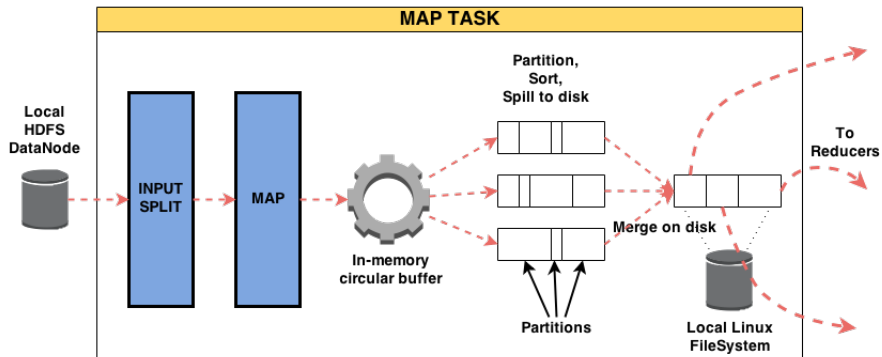 MAP TASK
Local
HDFS
DataNode
INPUT
SPLIT
MAP
In-memory
circular buffer
Partition,
Sort,
Spill to disk
Partitions
Merge on disk
Local Linux
FileSystem
To
Reducers